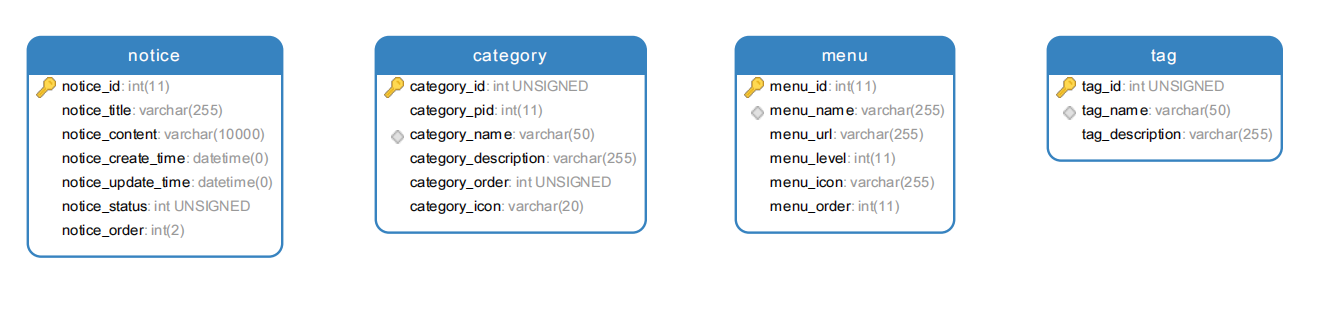 notice
notice_id: int(11)
notice_title: varchar(255)
notice_content: varchar(10000)
notice_create_time: datetime(0)
notice_update_time: datetime(0)
notice_status: int UNSIGNED
notice_order: int(2)
category
category_id: int UNSIGNED
category_pid: int(11)
category_name: varchar(50)
category_description: varchar(255)
category_order: int UNSIGNED
category_icon: varchar(20)
menu
menu_id: int(11)
menu_name: varchar(255)
menu_url: varchar(255)
menu_level: int(11)
menu_icon: varchar(255)
menu_order: int(11)
tag
tag_id: int UNSIGNED
tag_name: varchar(50)
tag_description: varchar(255)